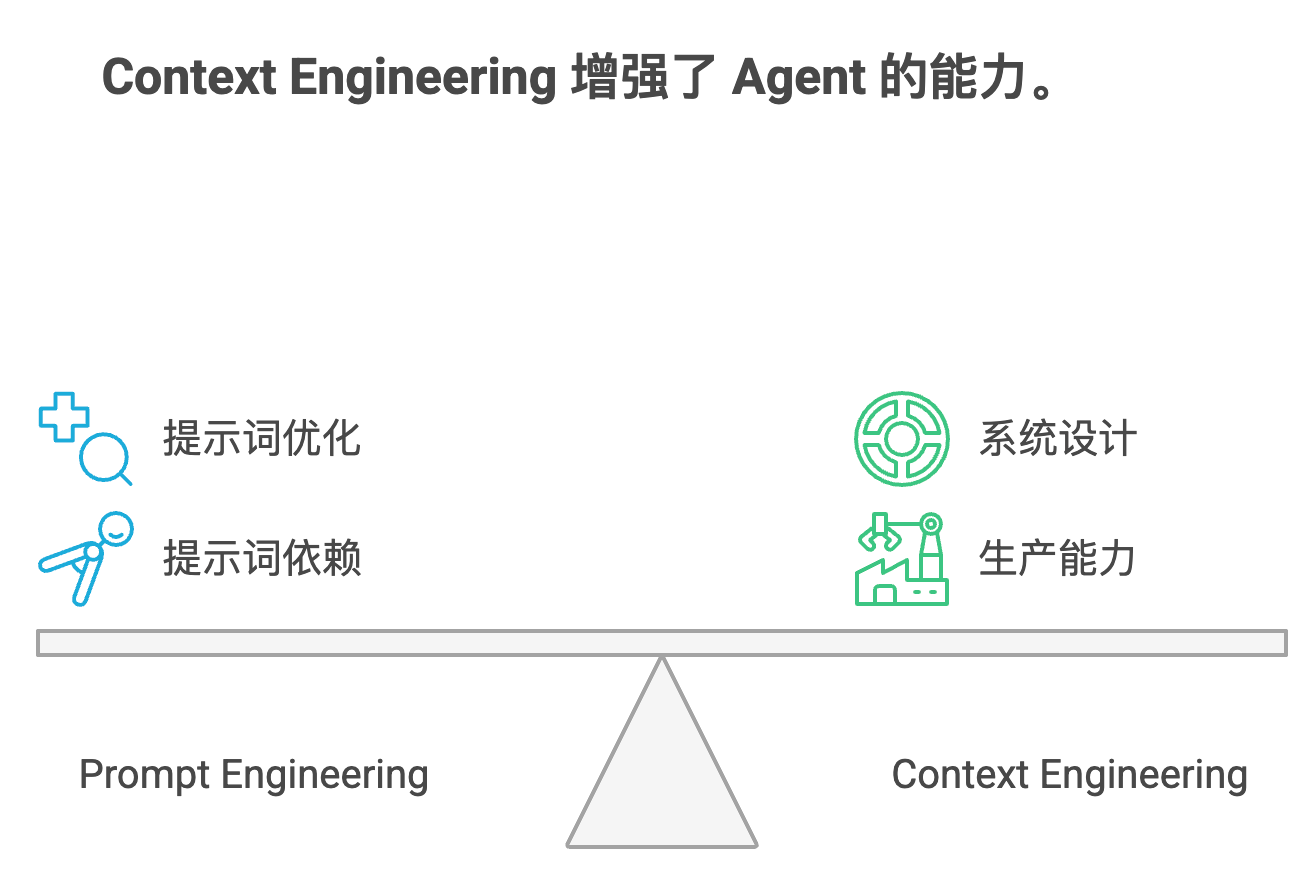 Context Engineering 增强了 Agent 的能力。
提示词优化
系统设计
提示词依赖
生产能力
Prompt Engineering
Context Engineering